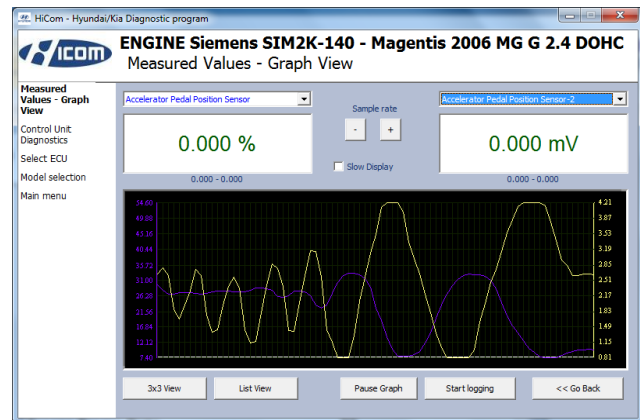 HiCom - Hyundai/Kia Diagnostic program
HICOM
ENGINE Siemens SIM2K-140 - Magentis 2006 MG G 2.4 DOHC
Measured Values - Graph View
Measured
Values - Graph
View
Control Unit
Diagnostics
Select ECU
Model selection
Main menu
Accelerator Pedal Position Sensor
Sample rate
Accelerator Pedal Position Sensor-2
- +
0.000 %
0.000 mV
Slow Display
0.000 - 0.000
0.000 - 0.000
54.60 4.21
49.88 3.87
45.16 3.53
40.44 3.19
35.72 2.85
31.00 2.51
26.28 2.17
21.56 1.83
16.84 1.49
12.12 1.15
7.40 0.81
3x3 View
List View
Pause Graph
Start logging
<< Go Back